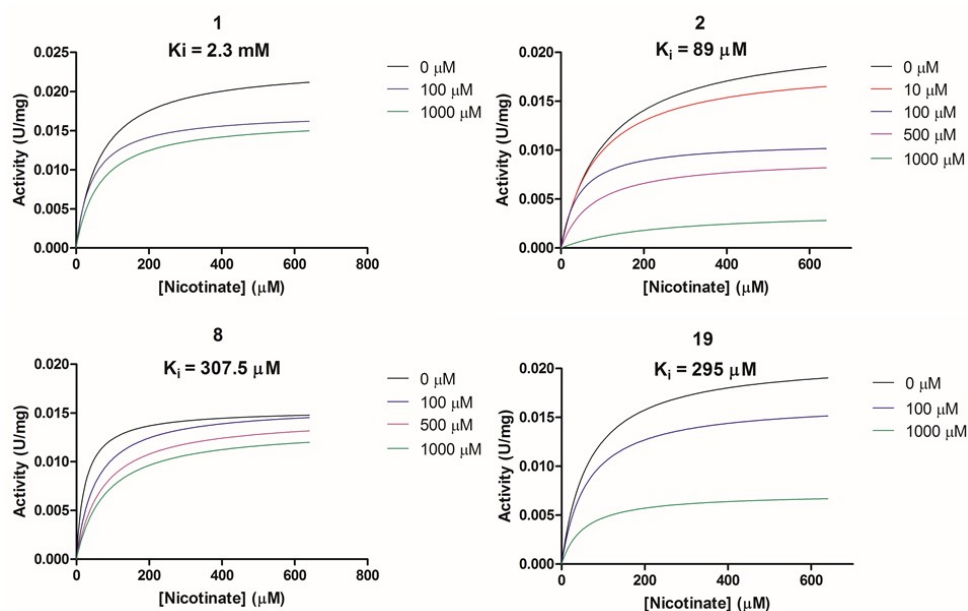 1
Ki = 2.3 mM
0.025
0.020
0.015
0.010
0.005
0.000
Activity (U/mg)
0 200 400 600 800
[Nicotinate] (μM)
0 μM
100 μM
1000 μM
2
Kᵢ = 89 μM
0.020
0.015
0.010
0.005
0.000
Activity (U/mg)
0 200 400 600
[Nicotinate] (μM)
0 μM
10 μM
100 μM
500 μM
1000 μM
8
Kᵢ = 307.5 μM
0.020
0.015
0.010
0.005
0.000
Activity (U/mg)
0 200 400 600 800
[Nicotinate] (μM)
0 μM
100 μM
500 μM
1000 μM
19
Kᵢ = 295 μM
0.020
0.015
0.010
0.005
0.000
Activity (U/mg)
0 200 400 600
[Nicotinate] (μM)
0 μM
100 μM
1000 μM